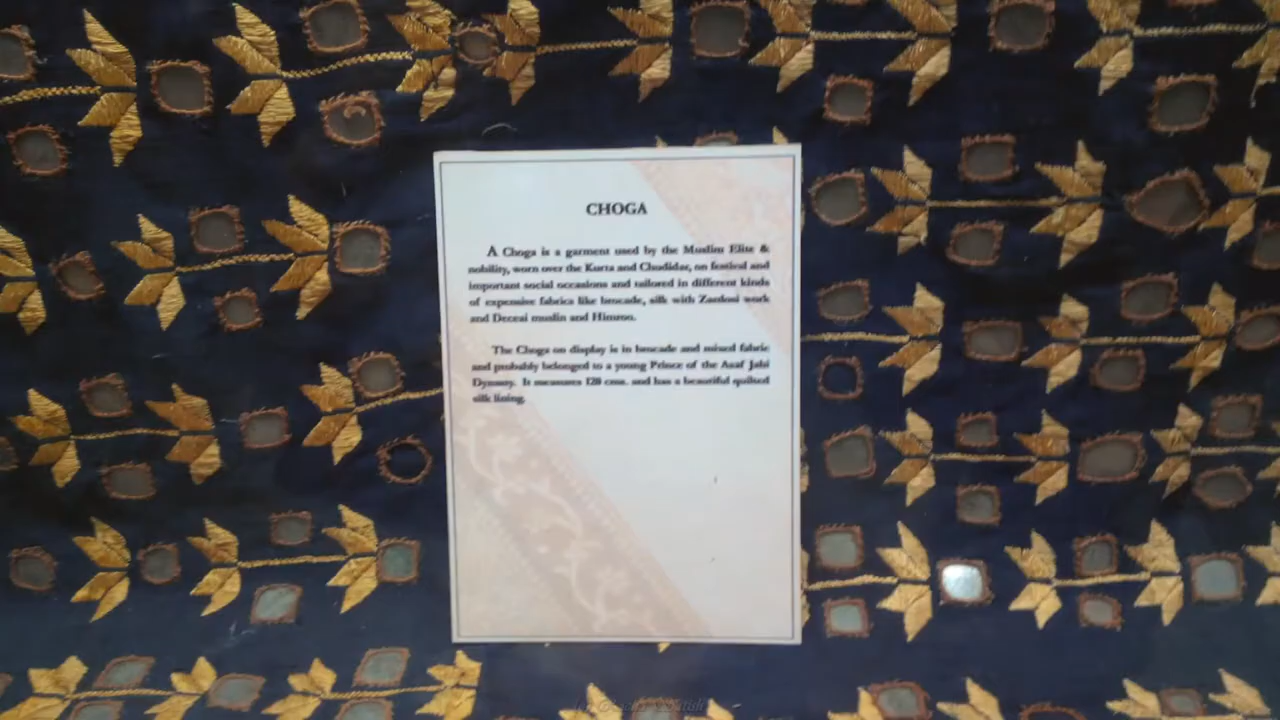 CHOGA
A Choga is a garment used by the Muslim Elite &
nobility, worn over the Kurta and Chudidar, on festival and
important social occasions and tailored in different kinds
of expensive fabrics like brocade, silk with Zardosi work
and Deccai muslin and Himroo.
The Choga on display is in brocade and mixed fabric
and probably belonged to a young Prince of the Asaf Jahi
Dynasty. It measures 120 cms. and has a beautiful quilted
silk lining.